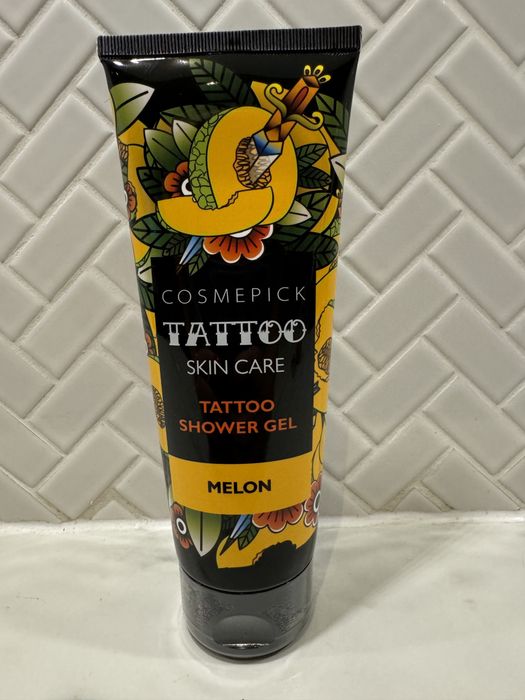 COSMEPICK
TATTOO
SKIN CARE
TATTOO
SHOWER GEL
MELON